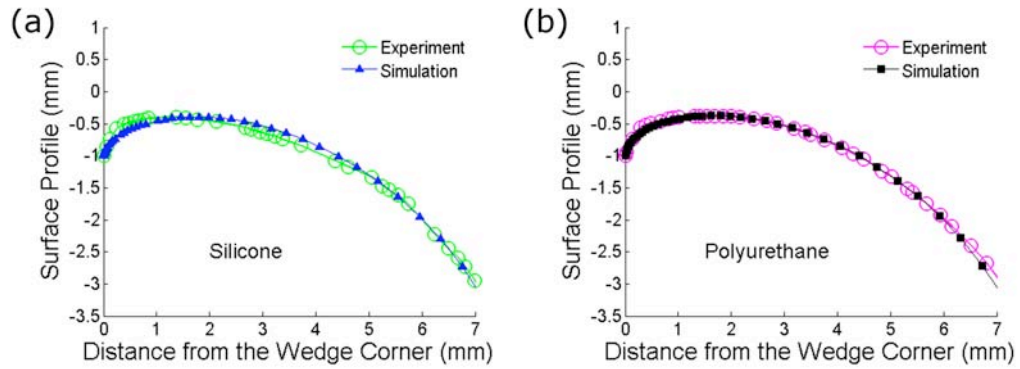 (a)
Surface Profile (mm)
1
0.5
0
-0.5
-1
-1.5
-2
-2.5
-3
-3.5
Experiment
Simulation
Silicone
0 1 2 3 4 5 6 7
Distance from the Wedge Corner (mm)
(b)
Surface Profile (mm)
1
0.5
0
-0.5
-1
-1.5
-2
-2.5
-3
-3.5
Experiment
Simulation
Polyurethane
0 1 2 3 4 5 6 7
Distance from the Wedge Corner (mm)